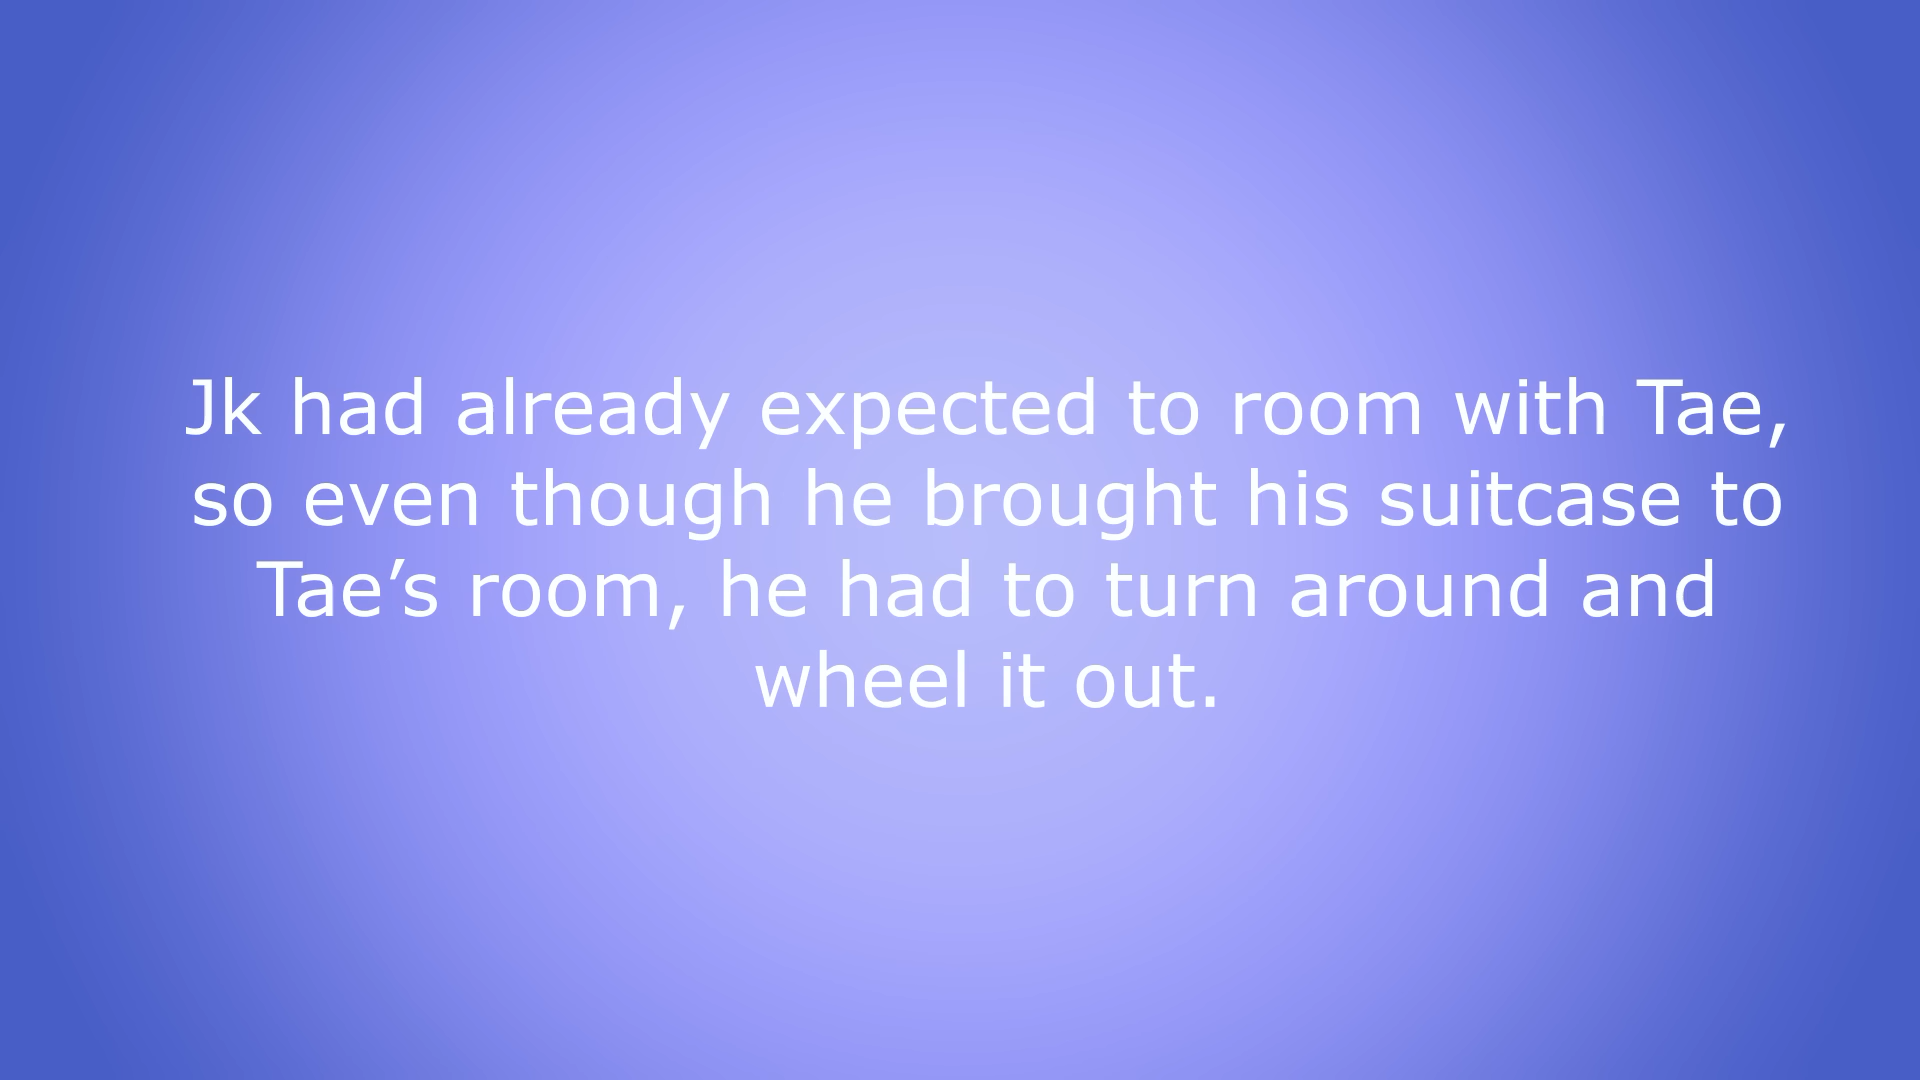 Jk had already expected to room with Tae,
so even though he brought his suitcase to
Tae’s room, he had to turn around and
wheel it out.